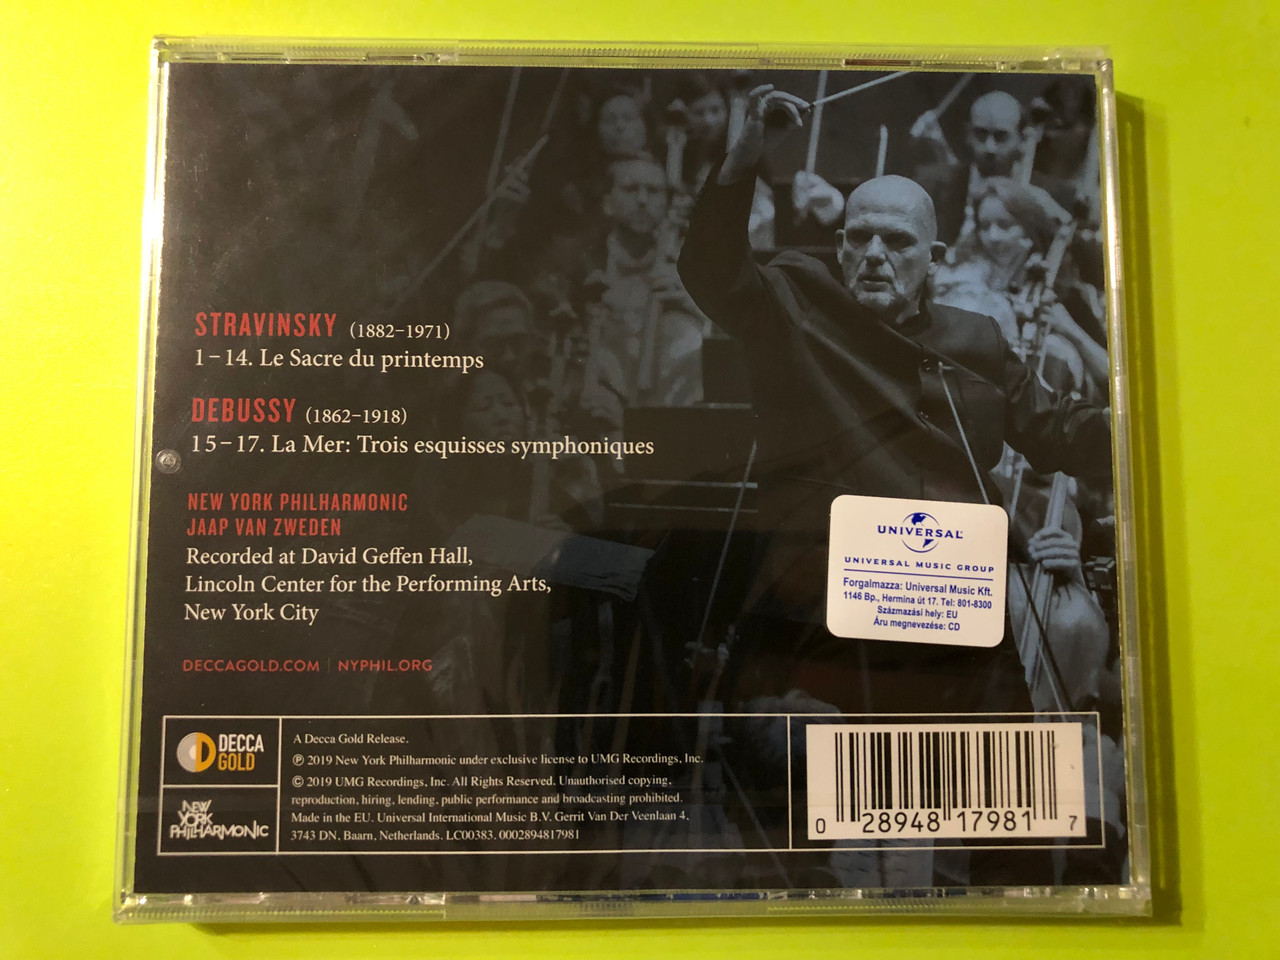 STRAVINSKY (1882–1971)
1–14. Le Sacre du printemps
DEBUSSY (1862–1918)
15–17. La Mer: Trois esquisses symphoniques
NEW YORK PHILHARMONIC
JAAP VAN ZWEDEN
Recorded at David Geffen Hall,
Lincoln Center for the Performing Arts,
New York City
DECCAGOLD.COM | NYPHIL.ORG
UNIVERSAL
UNIVERSAL MUSIC GROUP
Forgalmazza: Universal Music Kft.
1146 Bp., Hermina út 17. Tel: 801-8300
Származási hely: EU
Áru megnevezése: CD
DECCA
GOLD
NEW
YORK
PHILHARMONIC
A Decca Gold Release.
℗ 2019 New York Philharmonic under exclusive license to UMG Recordings, Inc.
© 2019 UMG Recordings, Inc. All Rights Reserved. Unauthorised copying,
reproduction, hiring, lending, public performance and broadcasting prohibited.
Made in the EU. Universal International Music B.V. Gerrit Van Der Veenlaan 4,
3743 DN, Baarn, Netherlands. LC00383. 0002894817981
0 28948 17981 7